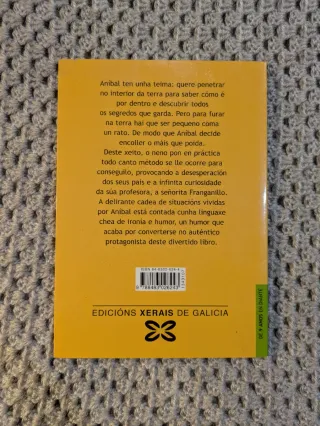 Aníbal ten unha teima: quere penetrar
no interior da terra para saber cómo é
por dentro e descubrir todos
os segredos que garda. Pero para furar
na terra hai que ser pequeno coma
un rato. De modo que Aníbal decide
encoller o máis que poida.
Deste xeito, o neno pon en práctica
todo canto método se lle ocorre para
conseguilo, provocando a desesperación
dos seus pais e a infinita curiosidade
da súa profesora, a señorita Franganillo.
A delirante cadea de situacións vividas
por Aníbal está contada cunha linguaxe
chea de ironía e humor, un humor que
acaba por converterse no auténtico
protagonista deste divertido libro.
EDICIÓNS XERAIS DE GALICIA